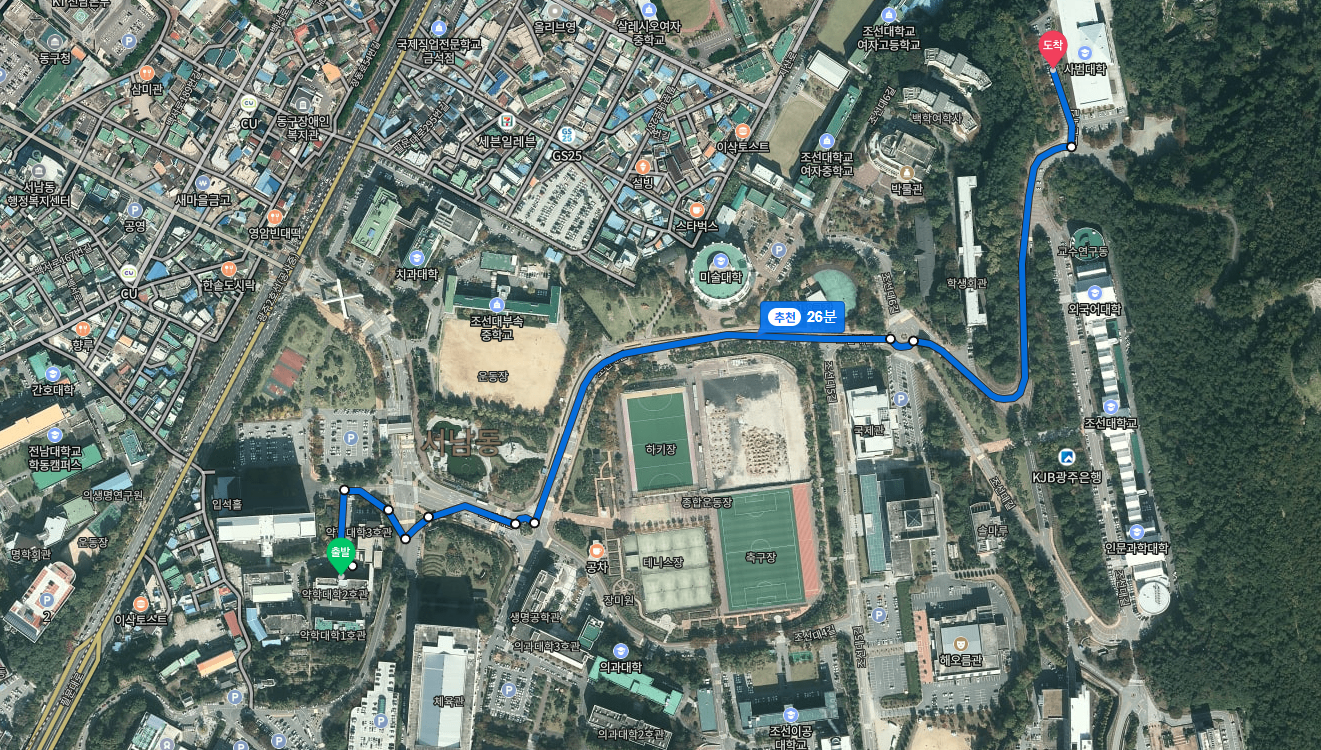 동구청
삼미관
CU
동구장애인
복지관
국제직업전문학교
금석점
올리브영
살레시오여자
중학교
조선대학교
여자고등학교
도착
사범대학
세븐일레븐
GS25
GS
25
이삭토스트
조선대학교
여자중학교
백학여학사
박물관
설빙
스타벅스
서남동
행정복지센터
새마을금고
공영
영암빈대떡
치과대학
미술대학
교수연구동
CU
한솥도시락
조선대부속
중학교
학생회관
외국어대학
추천 26분
향류
간호대학
운동장
서남동
하키장
국제관
조선대학교
전남대학교
학동캠퍼스
의생명연구원
입석홀
종합운동장
KJB광주은행
약학대학3호관
출발
명학회관
운동장
공차
테니스장
축구장
솔마루
인문과학대학
약학대학2호관
장미원
2
이삭토스트
약학대학1호관
생명공학관
의과대학3호관
조선대4길
의과대학
해오름관
체육관
의과대학2호관
조선이공
대학교